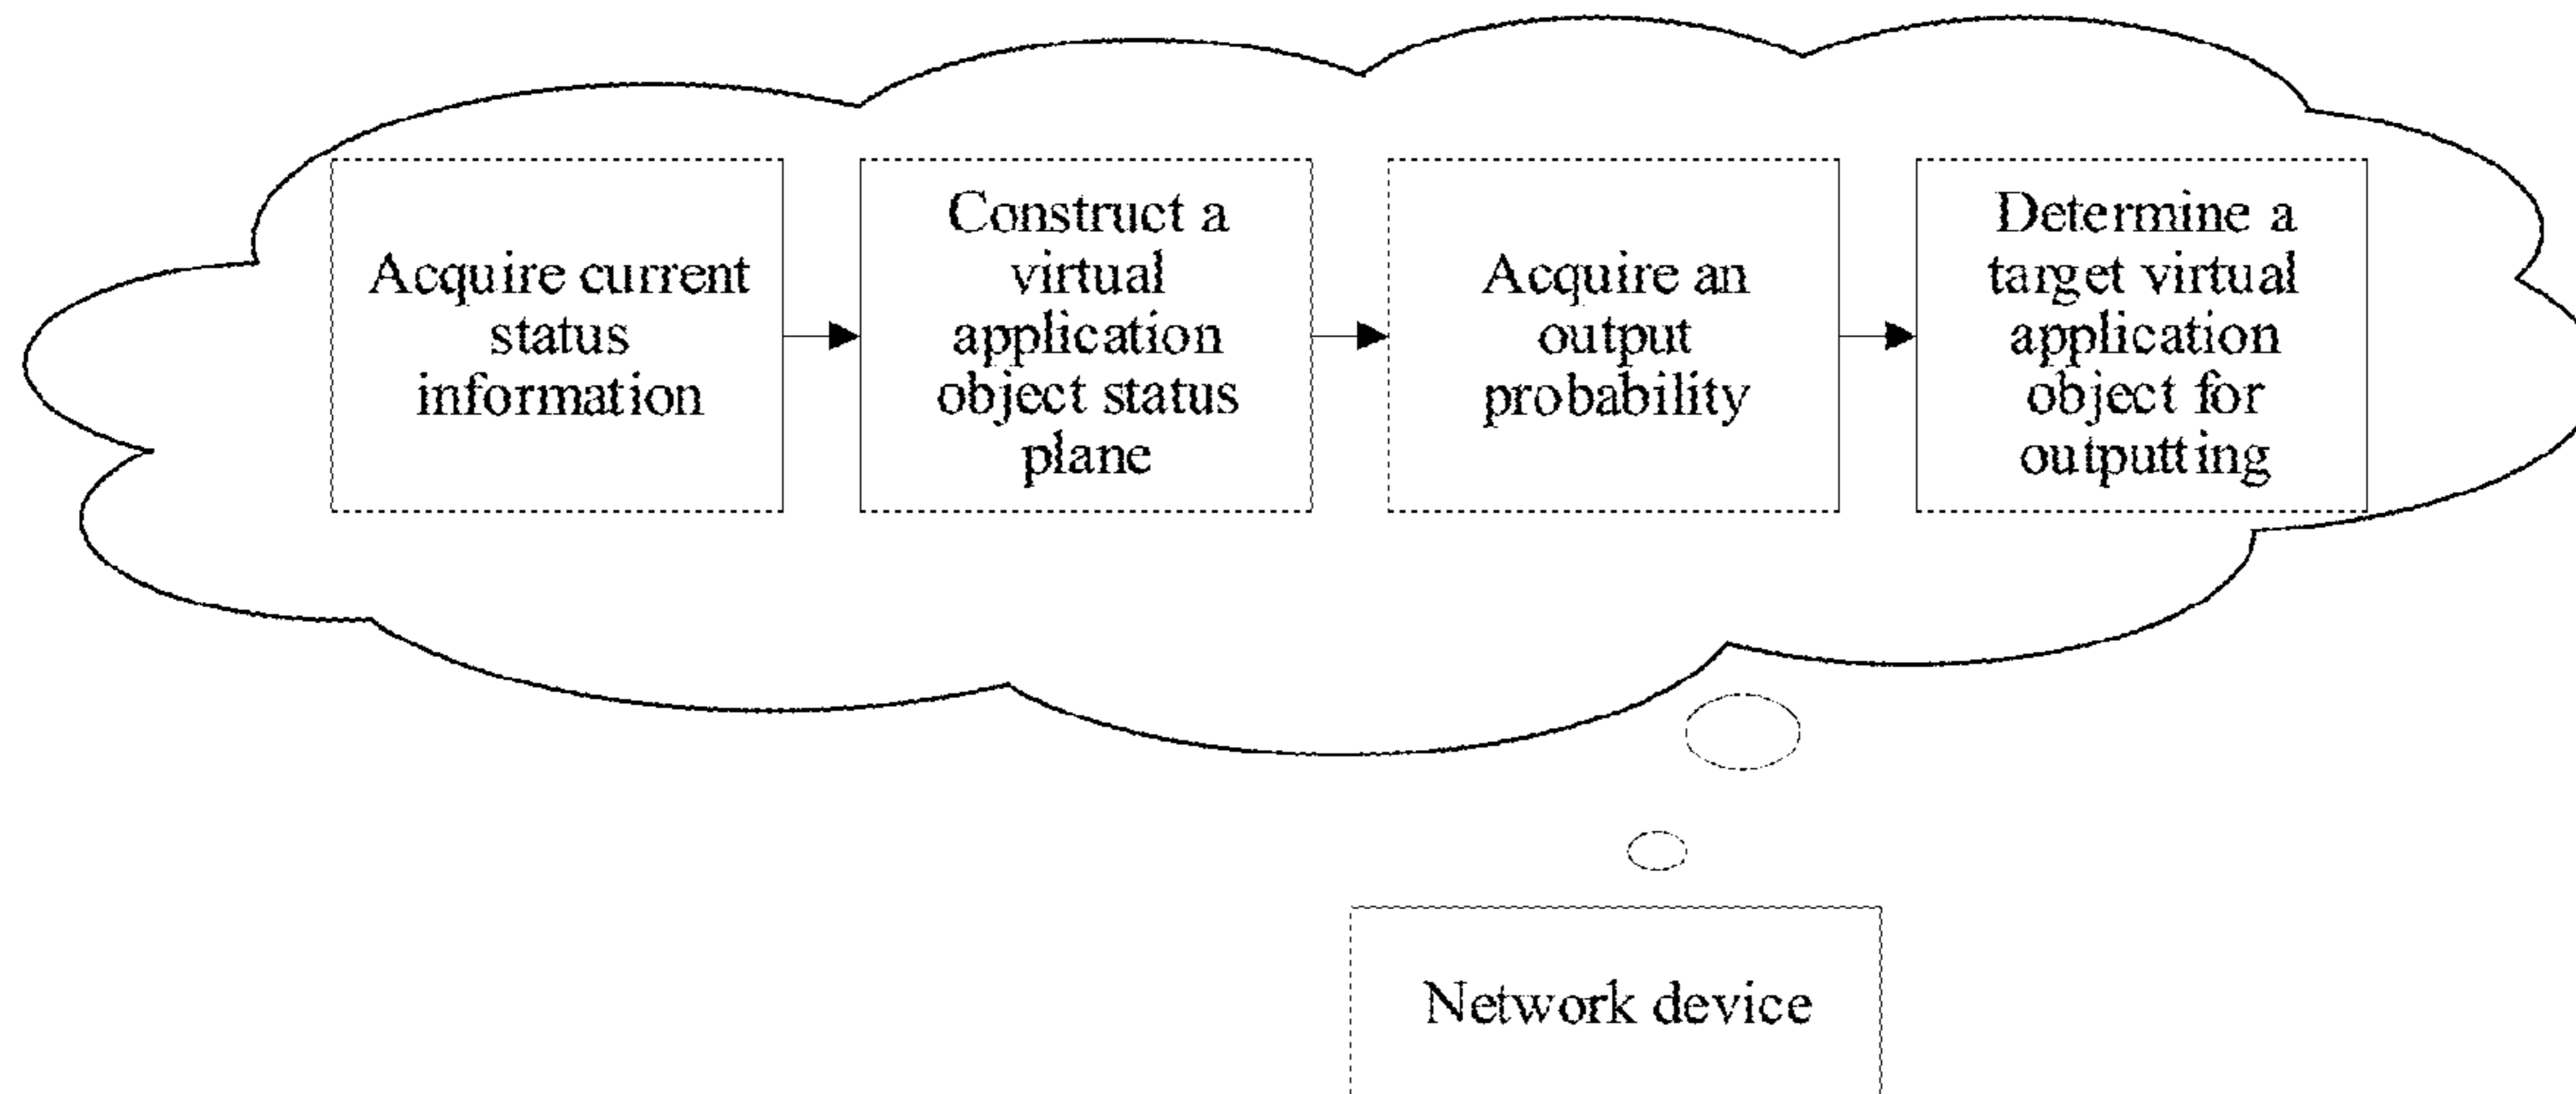 Acquire current
status
information
Construct a
virtual
application
object status
plane
Acquire an
output
probability
Determine a
target virtual
application
object for
outputting
Network device